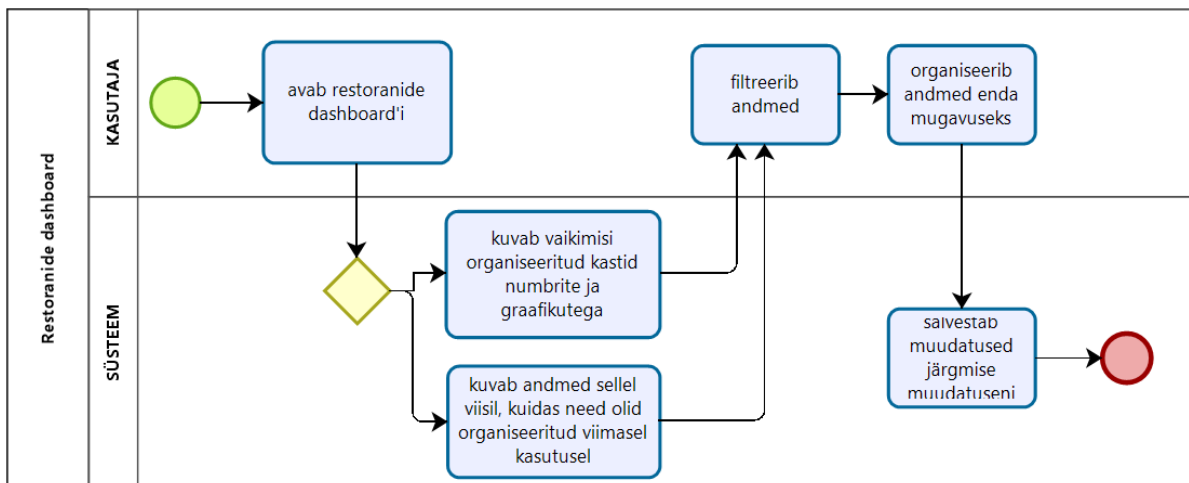 Restoranide dashboard
KASUTAJA
avab restoranide
dashboard'i
filtreerib
andmed
organiseerib
andmed enda
mugavuseks
SÜSTEEM
kuvab vaikimisi
organiseeritud kastid
numbrite ja
graafikutega
kuvab andmed sellel
viisil, kuidas need olid
organiseeritud viimasel
kasutusel
salvestab
muudatused
järgmise
muudatuseni